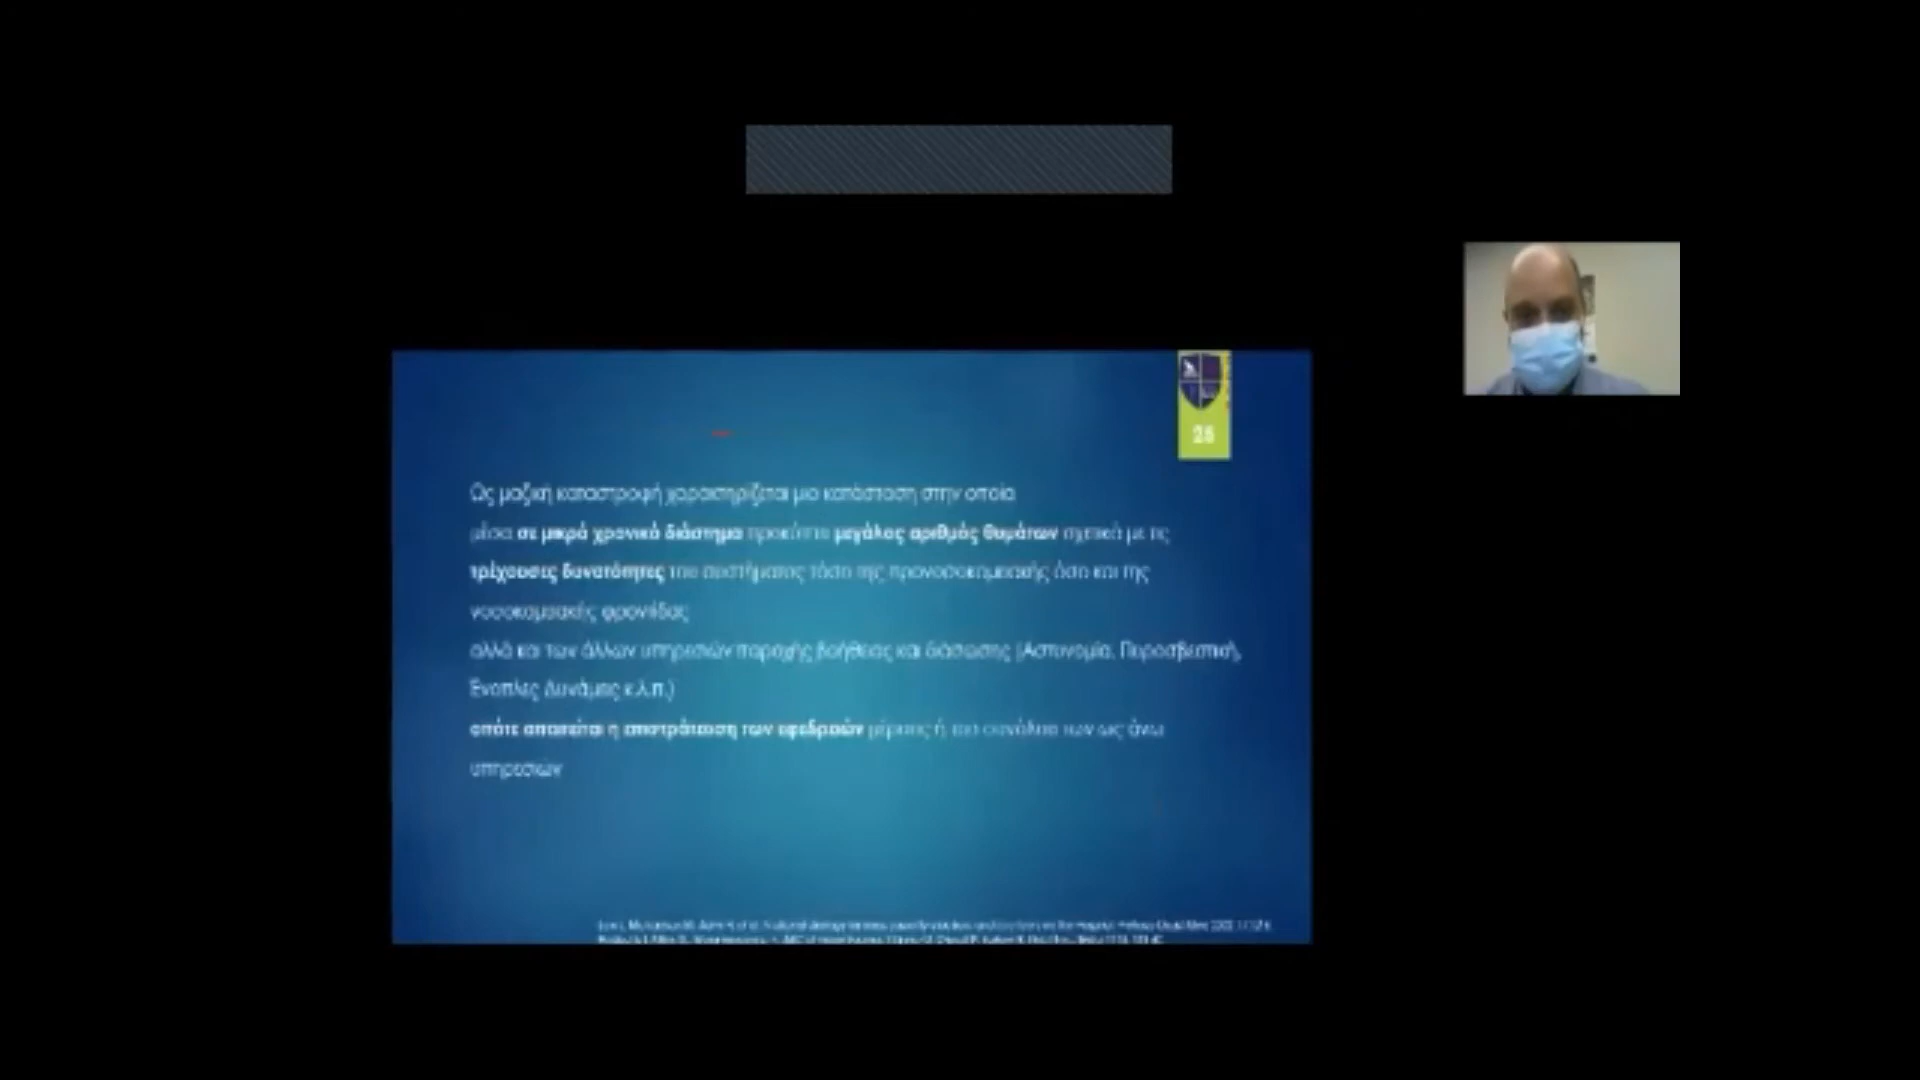 26
Ως μαζική καταστροφή χαρακτηρίζεται μια κατάσταση στην οποία
μέσα σε μικρό χρονικό διάστημα προκύπτει μεγάλος αριθμός θυμάτων σχετικά με τις
τρέχουσες δυνατότητες του συστήματος τόσο της προνοσοκομειακής όσο και της
νοσοκομειακής φροντίδας
αλλά και των άλλων υπηρεσιών παροχής βοήθειας και διάσωσης (Αστυνομία, Πυροσβεστική,
Ένοπλες Δυνάμεις κ.λ.π.)
οπότε απαιτείται η επιστράτευση των εφεδρειών μέρους ή του συνόλου των ως άνω
υπηρεσιών